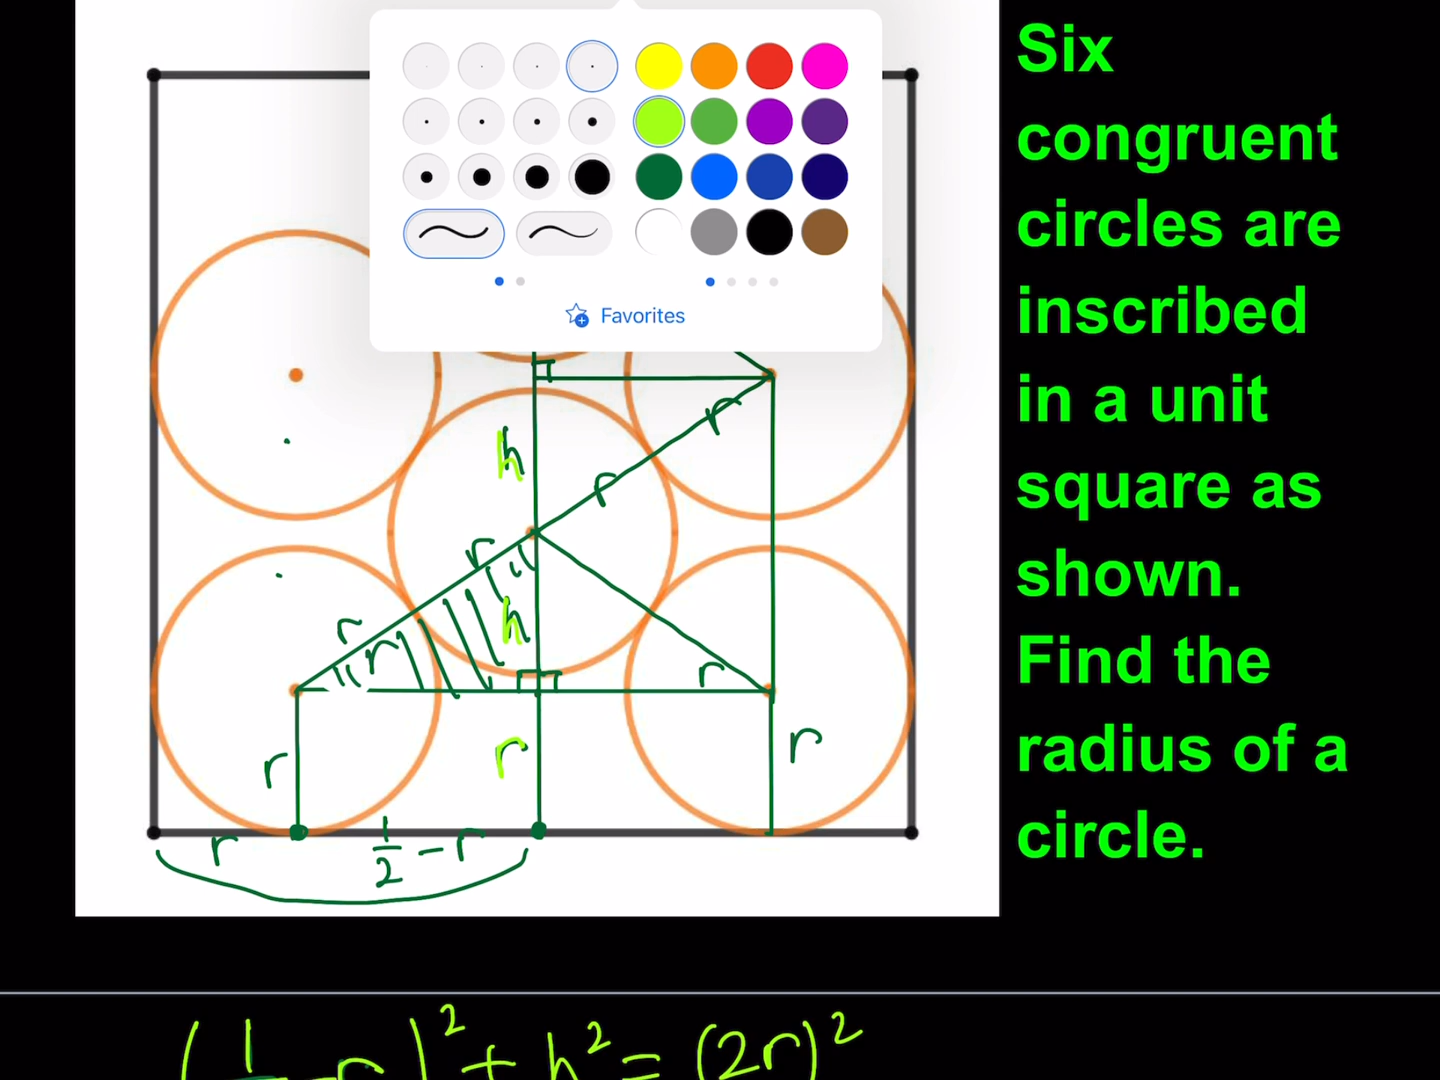 Six
congruent
circles are
inscribed
in a unit
square as
shown.
Find the
radius of a
circle.
Favorites
h
r
r
r
h
r
r
r
r
r
r
r
1/2 - r
( 1 - r )² + h² = (2r)²